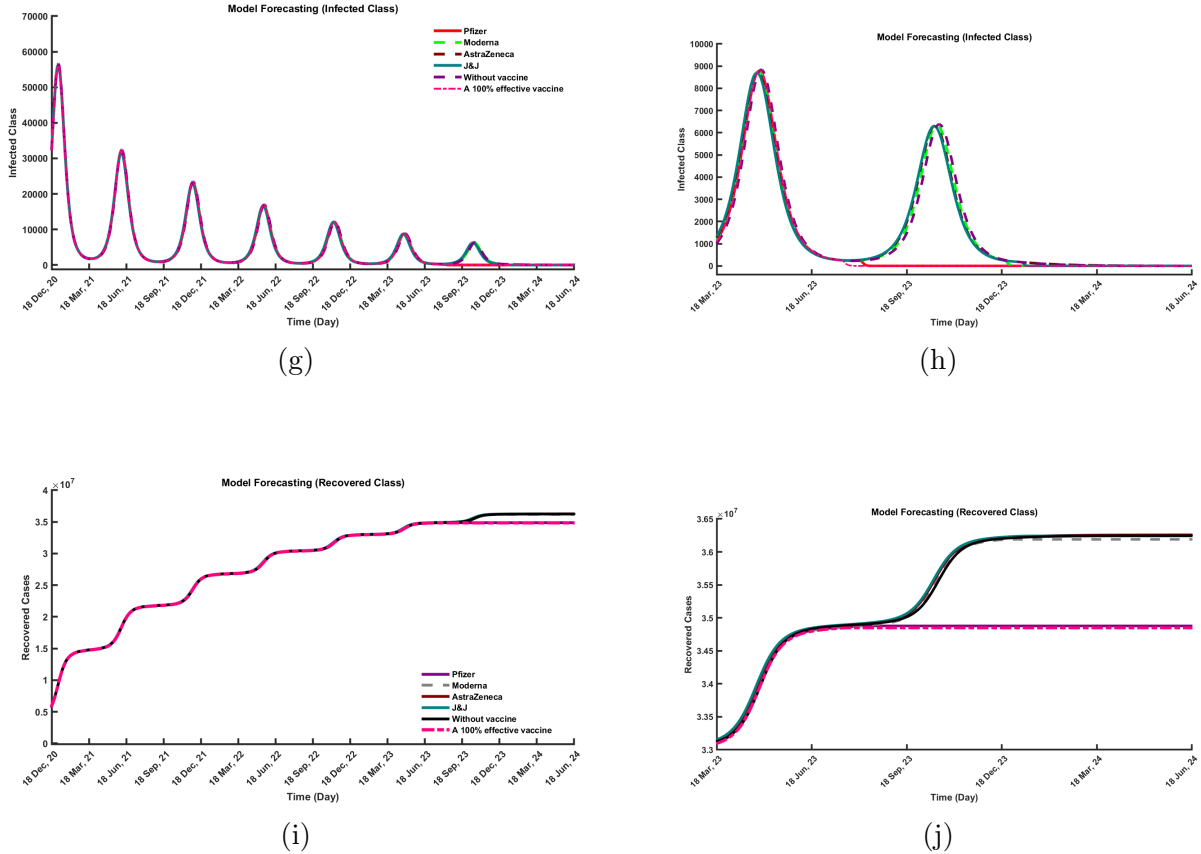 Model Forecasting (Infected Class)
70000
60000
50000
40000
30000
20000
10000
0
Infected Class
Pfizer
Moderna
AstraZeneca
J&J
Without vaccine
A 100% effective vaccine
18 Dec, 20
18 Mar, 21
18 Jun, 21
18 Sep, 21
18 Dec, 21
18 Mar, 22
18 Jun, 22
18 Sep, 22
18 Dec, 22
18 Mar, 23
18 Jun, 23
18 Sep, 23
18 Dec, 20
18 Mar, 24
18 Jun, 24
Time (Day)
(g)
Model Forecasting (Infected Class)
10000
9000
8000
7000
6000
5000
4000
3000
2000
1000
0
Infected Class
18 Mar, 23
18 Jun, 23
18 Sep, 23
18 Dec, 23
18 Mar, 24
18 Jun, 24
Time (Day)
(h)
Model Forecasting (Recovered Class)
×10^7
4
3.5
3
2.5
2
1.5
1
0.5
0
Recovered Cases
Pfizer
Moderna
AstraZeneca
J&J
Without vaccine
A 100% effective vaccine
18 Dec, 20
18 Mar, 21
18 Jun, 21
18 Sep, 21
18 Dec, 21
18 Mar, 22
18 Jun, 22
18 Sep, 22
18 Dec, 22
18 Mar, 23
18 Jun, 23
18 Sep, 23
18 Dec, 20
18 Mar, 24
18 Jun, 24
Time (Day)
(i)
Model Forecasting (Recovered Class)
×10^7
3.65
3.6
3.55
3.5
3.45
3.4
3.35
3.3
Recovered Cases
18 Mar, 23
18 Jun, 23
18 Sep, 23
18 Dec, 23
18 Mar, 24
18 Jun, 24
Time (Day)
(j)